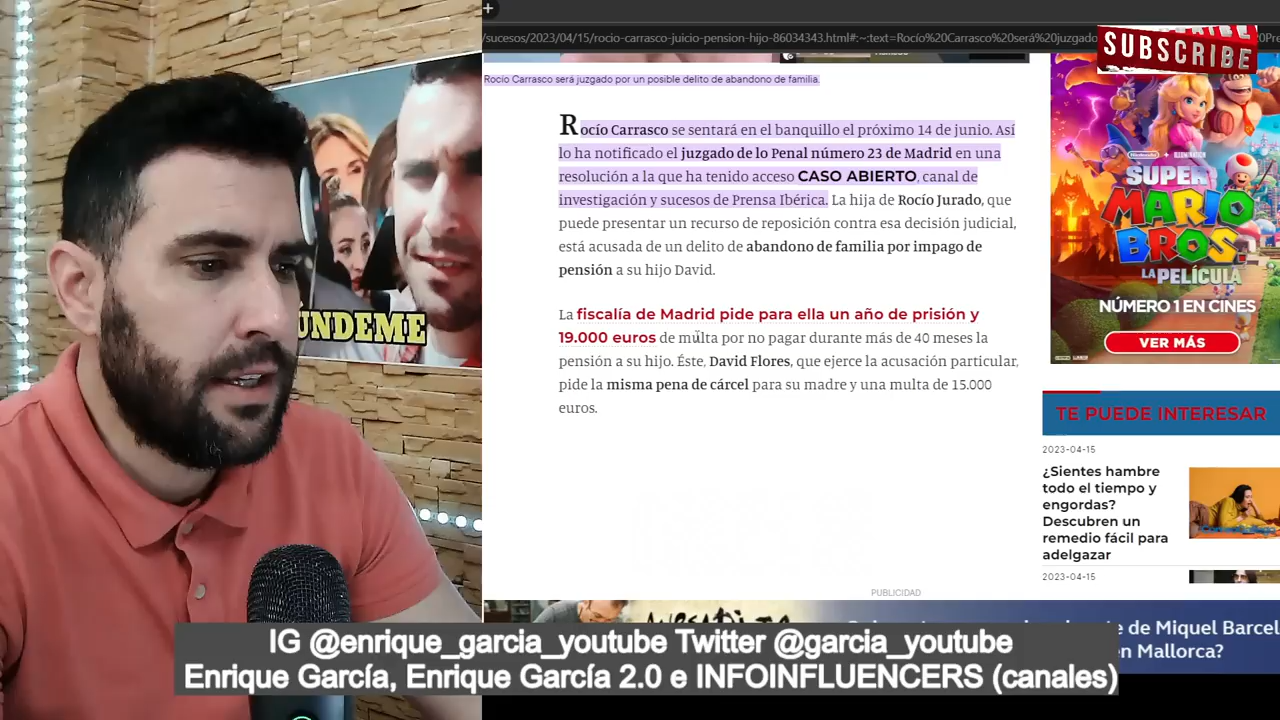 /sucesos/2023/04/15/rocio-carrasco-juicio-pension-hijo-86034343.html#:~:text=Rocío%20Carrasco%20será%20juzgado
SUBSCRIBE
Rocío Carrasco será juzgado por un posible delito de abandono de familia.
Rocío Carrasco se sentará en el banquillo el próximo 14 de junio. Así
lo ha notificado el juzgado de lo Penal número 23 de Madrid en una
resolución a la que ha tenido acceso CASO ABIERTO, canal de
investigación y sucesos de Prensa Ibérica. La hija de Rocío Jurado, que
puede presentar un recurso de reposición contra esa decisión judicial,
está acusada de un delito de abandono de familia por impago de
pensión a su hijo David.
La fiscalía de Madrid pide para ella un año de prisión y
19.000 euros de multa por no pagar durante más de 40 meses la
pensión a su hijo. Éste, David Flores, que ejerce la acusación particular,
pide la misma pena de cárcel para su madre y una multa de 15.000
euros.
PUBLICIDAD
SUPER
MARIO
BROS.
LA PELÍCULA
NÚMERO 1 EN CINES
VER MÁS
TE PUEDE INTERESAR
2023-04-15
¿Sientes hambre
todo el tiempo y
engordas?
Descubren un
remedio fácil para
adelgazar
2023-04-15
ÚNDEME
te de Miquel Barcel
en Mallorca?
IG @enrique_garcia_youtube Twitter @garcia_youtube
Enrique García, Enrique García 2.0 e INFOINFLUENCERS (canales)